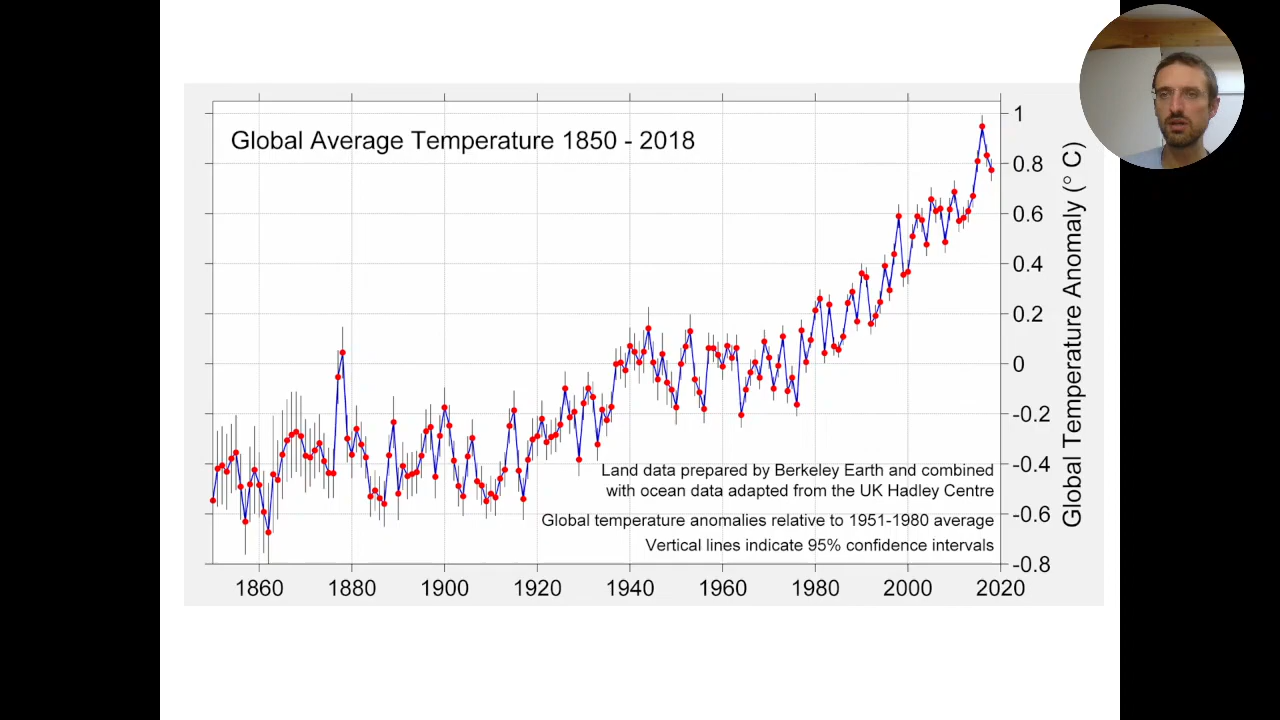 Global Average Temperature 1850 - 2018
1
0.8
0.6
0.4
0.2
0
-0.2
-0.4
-0.6
-0.8
Global Temperature Anomaly (° C)
Land data prepared by Berkeley Earth and combined
with ocean data adapted from the UK Hadley Centre
Global temperature anomalies relative to 1951-1980 average
Vertical lines indicate 95% confidence intervals
1860 1880 1900 1920 1940 1960 1980 2000 2020